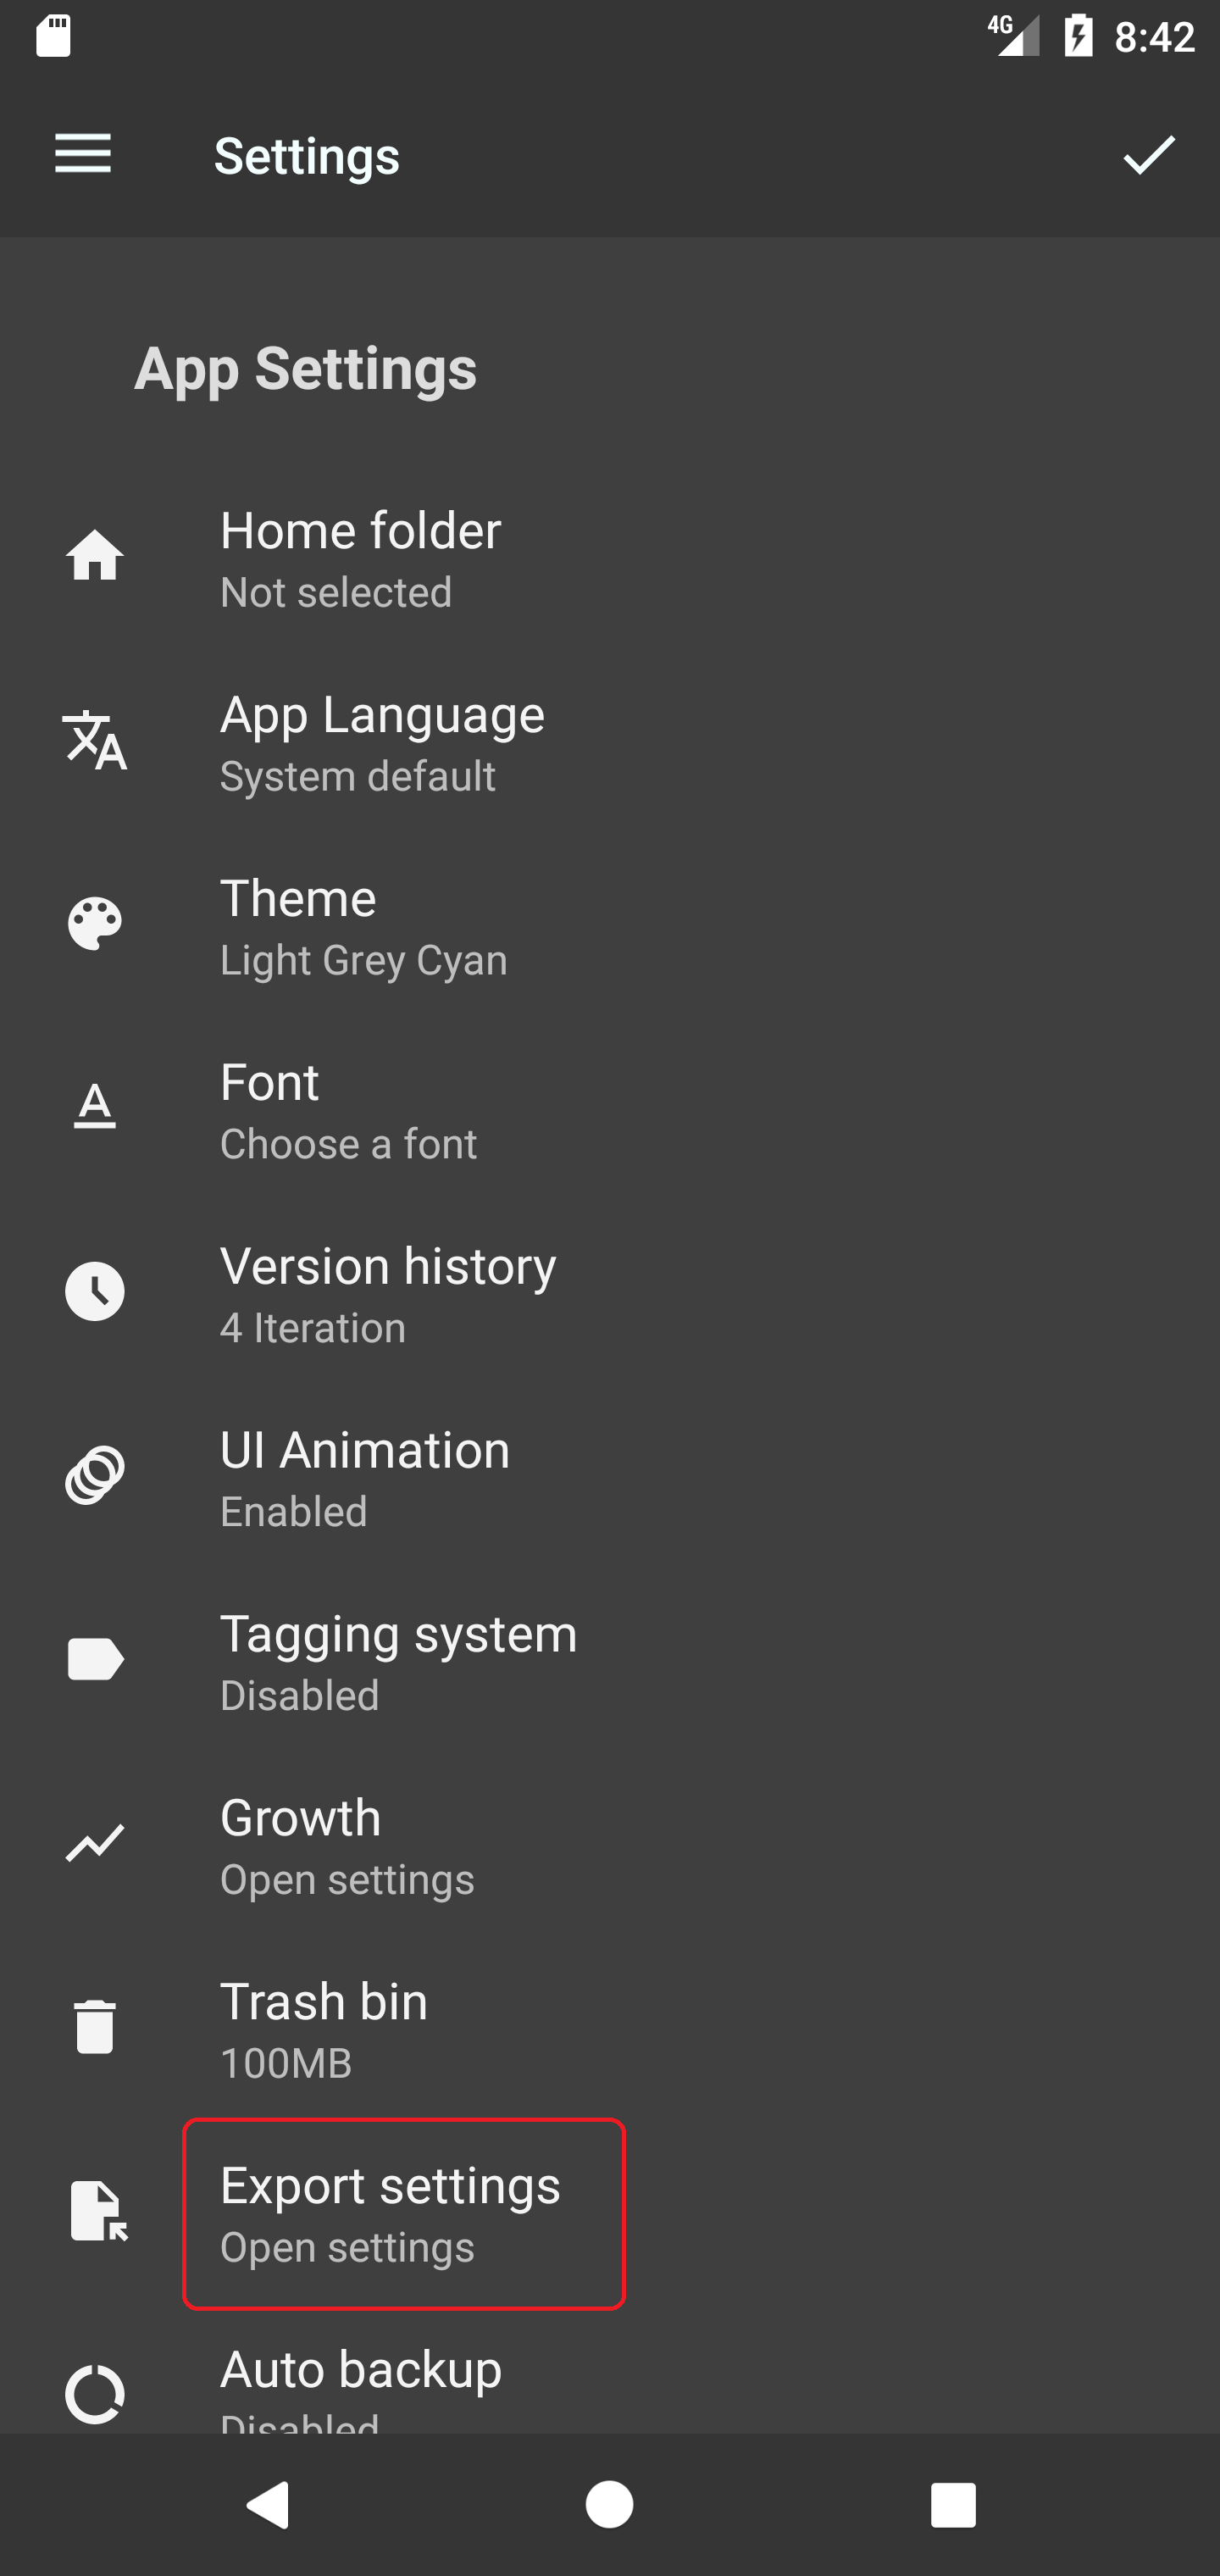 4G 8:42
Settings
App Settings
Home folder
Not selected
App Language
System default
Theme
Light Grey Cyan
Font
Choose a font
Version history
4 Iteration
UI Animation
Enabled
Tagging system
Disabled
Growth
Open settings
Trash bin
100MB
Export settings
Open settings
Auto backup
Disabled